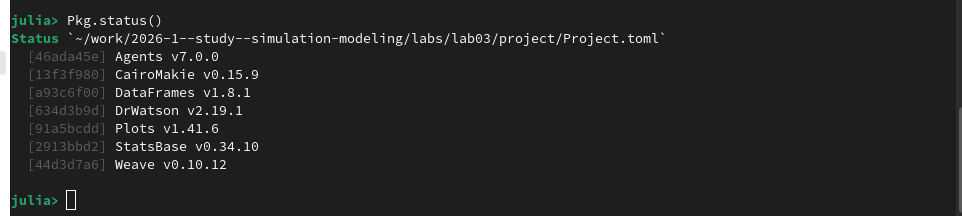 julia> Pkg.status()
Status `~/work/2026-1--study--simulation-modeling/labs/lab03/project/Project.toml`
[46ada45e] Agents v7.0.0
[13f3f980] CairoMakie v0.15.9
[a93c6f00] DataFrames v1.8.1
[634d3b9d] DrWatson v2.19.1
[91a5bcdd] Plots v1.41.6
[2913bbd2] StatsBase v0.34.10
[44d3d7a6] Weave v0.10.12
julia>